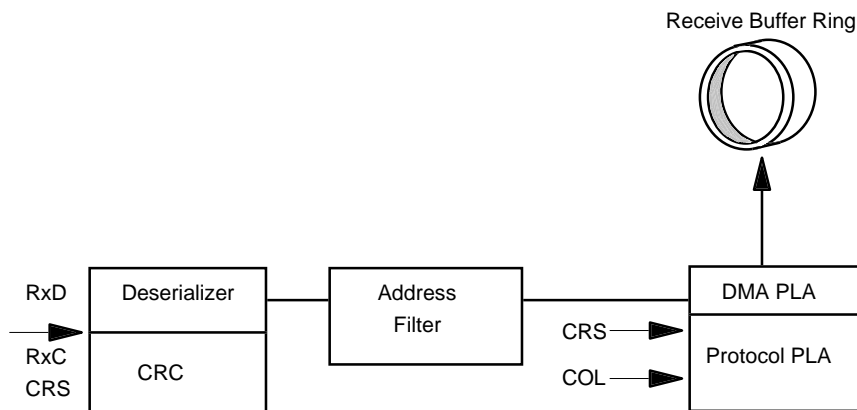 Receive Buffer Ring
RxD
RxC
CRS
Deserializer
CRC
Address
Filter
CRS
COL
DMA PLA
Protocol PLA